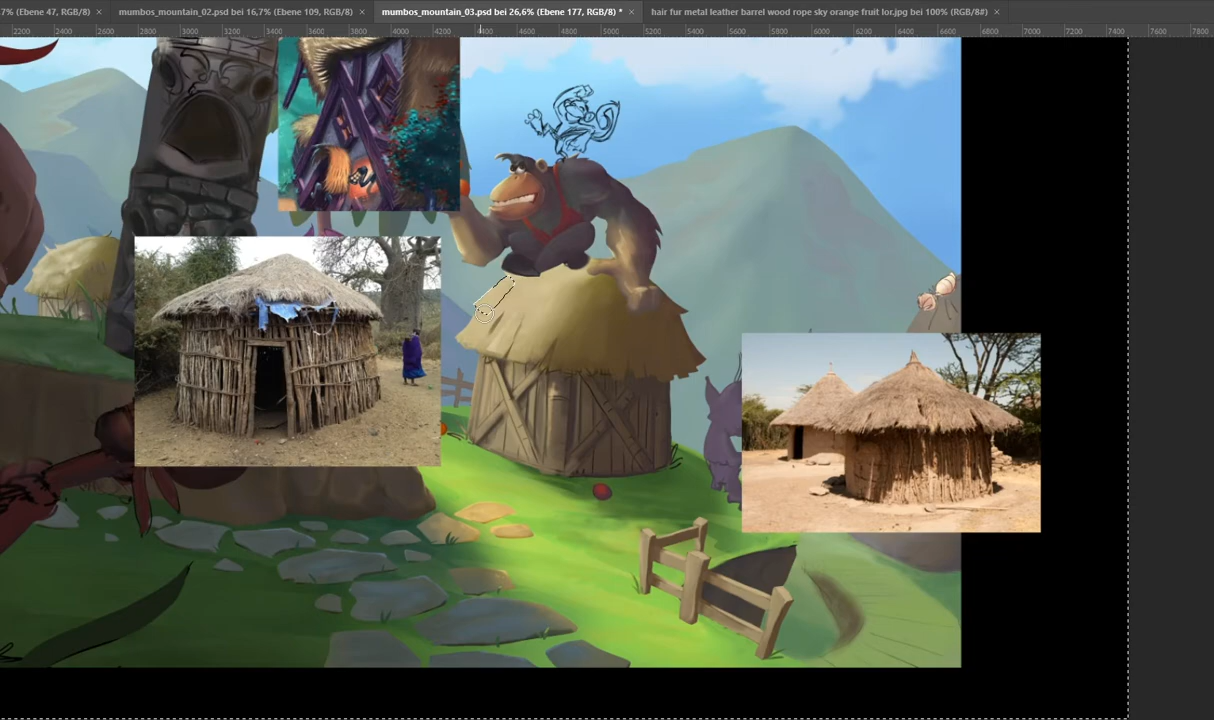 7% (Ebene 47, RGB/8) × mumbos_mountain_02.psd bei 16,7% (Ebene 109, RGB/8) × mumbos_mountain_03.psd bei 26,6% (Ebene 177, RGB/8) * × hair fur metal leather barrel wood rope sky orange fruit lor.jpg bei 100% (RGB/8#) ×
2200 2400 2600 2800 3000 3200 3400 3600 3800 4000 4200 4400 4600 4800 5000 5200 5400 5600 5800 6000 6200 6400 6600 6800 7000 7200 7400 7600 7800